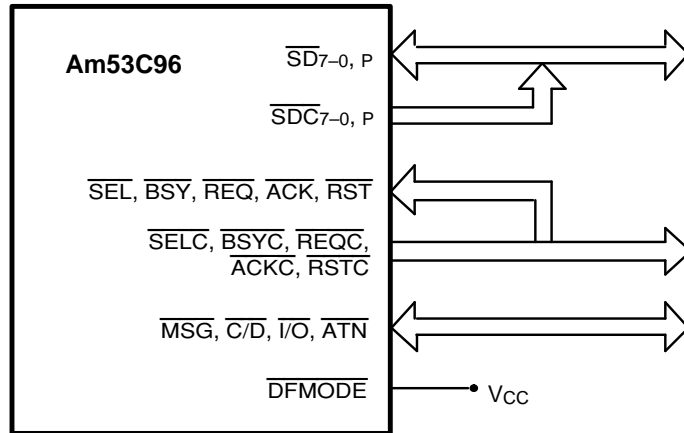 Am53C96
SD7–0, P
SDC7–0, P
SEL, BSY, REQ, ACK, RST
SELC, BSYC, REQC,
ACKC, RSTC
MSG, C/D, I/O, ATN
DFMODE
VCC